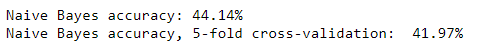 Naive Bayes accuracy: 44.14%
Naive Bayes accuracy, 5-fold cross-validation:  41.97%